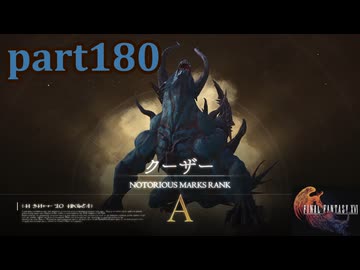 part180
クーザー
NOTORIOUS MARKS RANK
A
FINAL FANTASY XVI